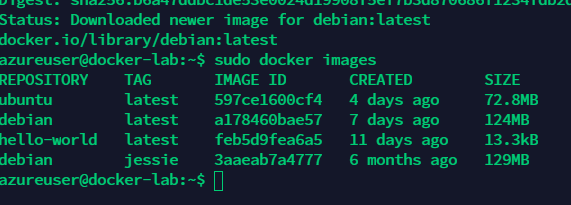 Status: Downloaded newer image for debian:latest
docker.io/library/debian:latest
azureuser@docker-lab:~$ sudo docker images
REPOSITORY TAG IMAGE ID CREATED SIZE
ubuntu latest 597ce1600cf4 4 days ago 72.8MB
debian latest a178460bae57 7 days ago 124MB
hello-world latest feb5d9fea6a5 11 days ago 13.3kB
debian jessie 3aaeab7a4777 6 months ago 129MB
azureuser@docker-lab:~$